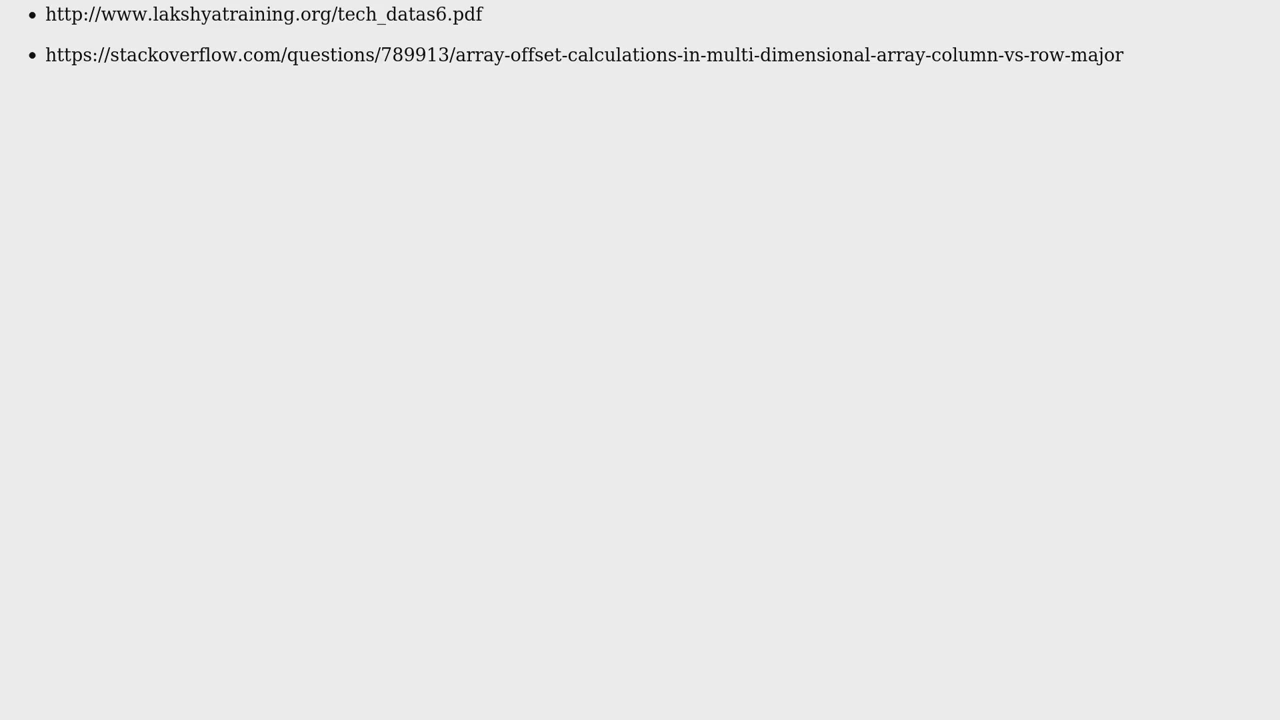 • http://www.lakshyatraining.org/tech_datas6.pdf
• https://stackoverflow.com/questions/789913/array-offset-calculations-in-multi-dimensional-array-column-vs-row-major